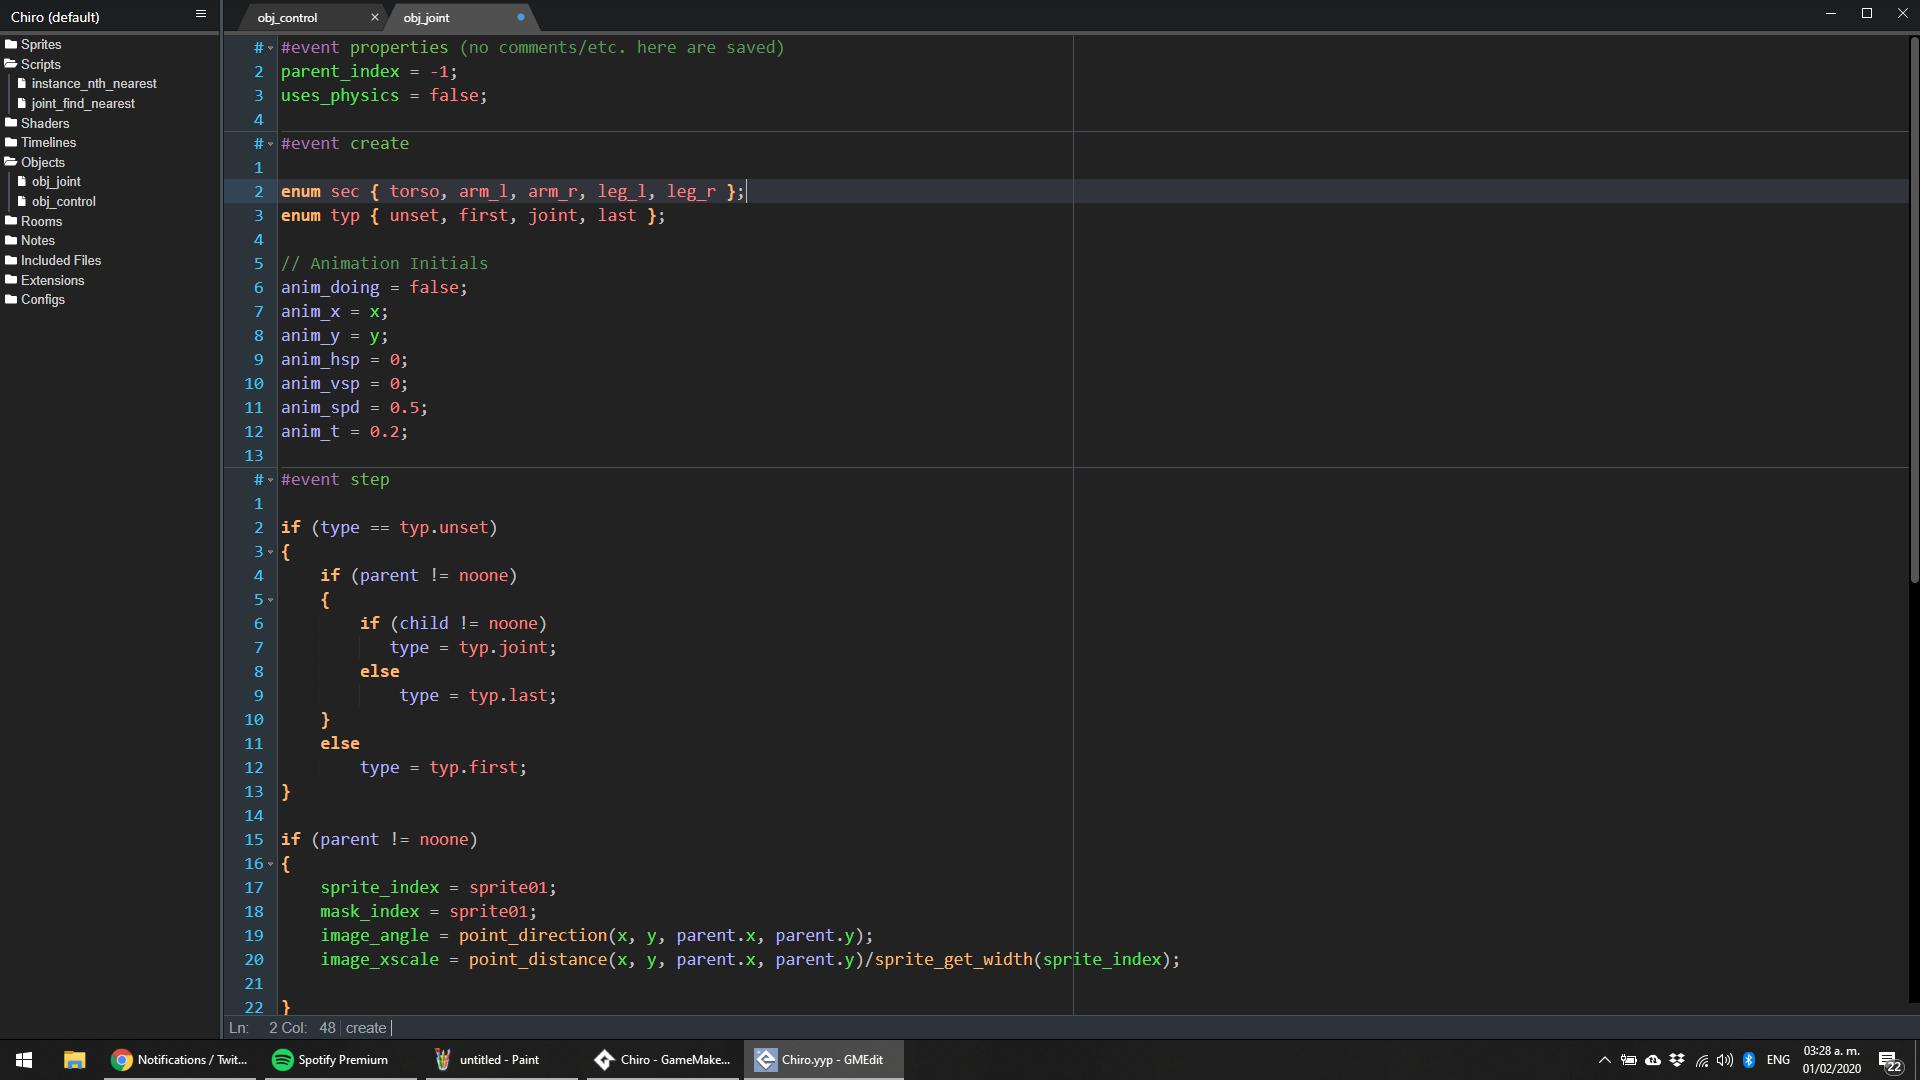 Chiro (default)
obj_control
obj_joint
Sprites
Scripts
instance_nth_nearest
joint_find_nearest
Shaders
Timelines
Objects
obj_joint
obj_control
Rooms
Notes
Included Files
Extensions
Configs
# #event properties (no comments/etc. here are saved)
2 parent_index = -1;
3 uses_physics = false;
4
# #event create
1
2 enum sec { torso, arm_l, arm_r, leg_l, leg_r };
3 enum typ { unset, first, joint, last };
4
5 // Animation Initials
6 anim_doing = false;
7 anim_x = x;
8 anim_y = y;
9 anim_hsp = 0;
10 anim_vsp = 0;
11 anim_spd = 0.5;
12 anim_t = 0.2;
13
# #event step
1
2 if (type == typ.unset)
3 {
4 if (parent != noone)
5 {
6 if (child != noone)
7 type = typ.joint;
8 else
9 type = typ.last;
10 }
11 else
12 type = typ.first;
13 }
14
15 if (parent != noone)
16 {
17 sprite_index = sprite01;
18 mask_index = sprite01;
19 image_angle = point_direction(x, y, parent.x, parent.y);
20 image_xscale = point_distance(x, y, parent.x, parent.y)/sprite_get_width(sprite_index);
21
22 }
Ln: 2 Col: 48 create
Notifications / Twit...
Spotify Premium
untitled - Paint
Chiro - GameMake...
Chiro.yyp - GMEdit
ENG
03:28 a. m.
01/02/2020
22